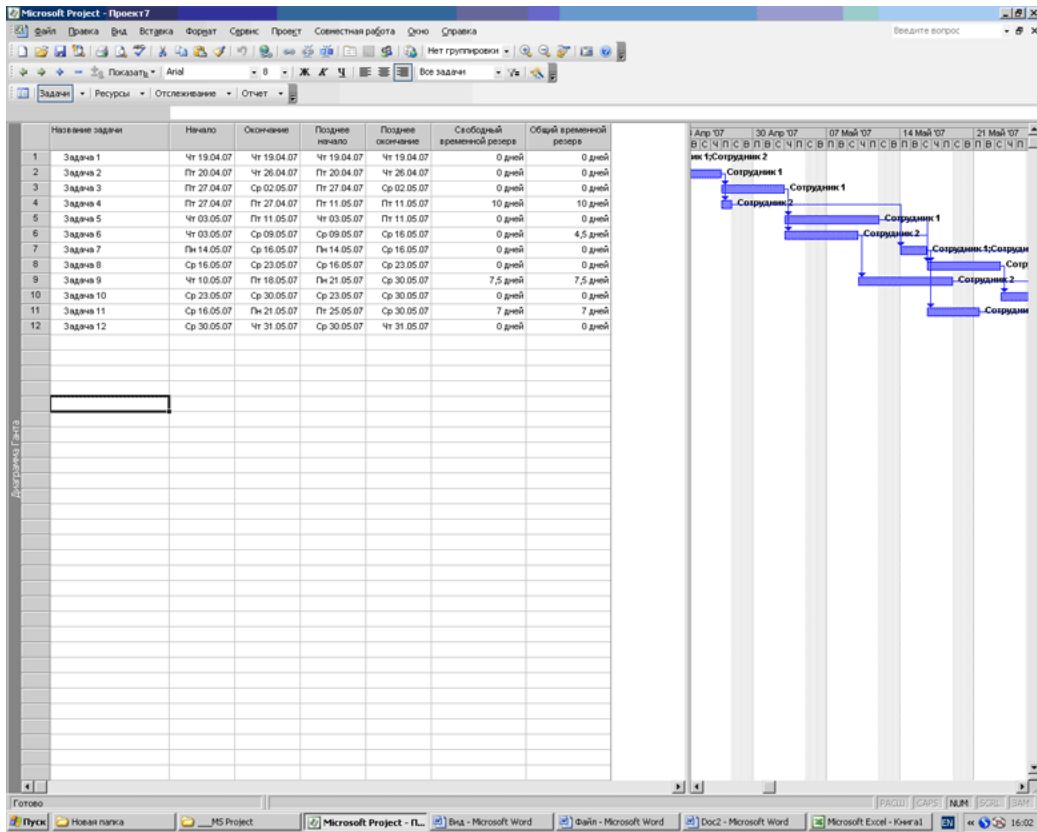 Microsoft Project - Проект7
Файл Правка Вид Вставка Формат Сервис Проект Совместная работа Окно Справка Введите вопрос
Нет группировки
Показать Arial 8 Ж К Ч Все задачи
Задачи Ресурсы Отслеживание Отчет
Название задачи Начало Окончание Позднее начало Позднее окончание Свободный временной резерв Общий временной резерв
1 Задача 1 Чт 19.04.07 Чт 19.04.07 Чт 19.04.07 Чт 19.04.07 0 дней 0 дней
2 Задача 2 Пт 20.04.07 Чт 26.04.07 Пт 20.04.07 Чт 26.04.07 0 дней 0 дней
3 Задача 3 Пт 27.04.07 Ср 02.05.07 Пт 27.04.07 Ср 02.05.07 0 дней 0 дней
4 Задача 4 Пт 27.04.07 Пт 27.04.07 Пт 11.05.07 Пт 11.05.07 10 дней 10 дней
5 Задача 5 Чт 03.05.07 Пт 11.05.07 Чт 03.05.07 Пт 11.05.07 0 дней 0 дней
6 Задача 6 Чт 03.05.07 Ср 09.05.07 Ср 09.05.07 Ср 16.05.07 0 дней 4,5 дней
7 Задача 7 Пн 14.05.07 Ср 16.05.07 Пн 14.05.07 Ср 16.05.07 0 дней 0 дней
8 Задача 8 Ср 16.05.07 Ср 23.05.07 Ср 16.05.07 Ср 23.05.07 0 дней 0 дней
9 Задача 9 Чт 10.05.07 Пт 18.05.07 Пн 21.05.07 Ср 30.05.07 7,5 дней 7,5 дней
10 Задача 10 Ср 23.05.07 Ср 30.05.07 Ср 23.05.07 Ср 30.05.07 0 дней 0 дней
11 Задача 11 Ср 16.05.07 Пн 21.05.07 Пт 25.05.07 Ср 30.05.07 7 дней 7 дней
12 Задача 12 Ср 30.05.07 Чт 31.05.07 Ср 30.05.07 Чт 31.05.07 0 дней 0 дней
Апр '07 30 Апр '07 07 Май '07 14 Май '07 21 Май '07
В С Ч П С В П В С Ч П С В П В С Ч П С В П В С Ч П С В П В С Ч П
ик 1;Сотрудник 2
Сотрудник 1
Сотрудник 1
Сотрудник 2
Сотрудник 1
Сотрудник 2
Сотрудник 1;Сотрудн
Сотр
Сотрудник 2
Сотрудни
Диаграмма Ганта
Готово РАСШ CAPS NUM SCRL ЗАМ
Пуск Новая папка ___MS Project Microsoft Project - П... Вид - Microsoft Word Файл - Microsoft Word Doc2 - Microsoft Word Microsoft Excel - Книга1 EN 16:02